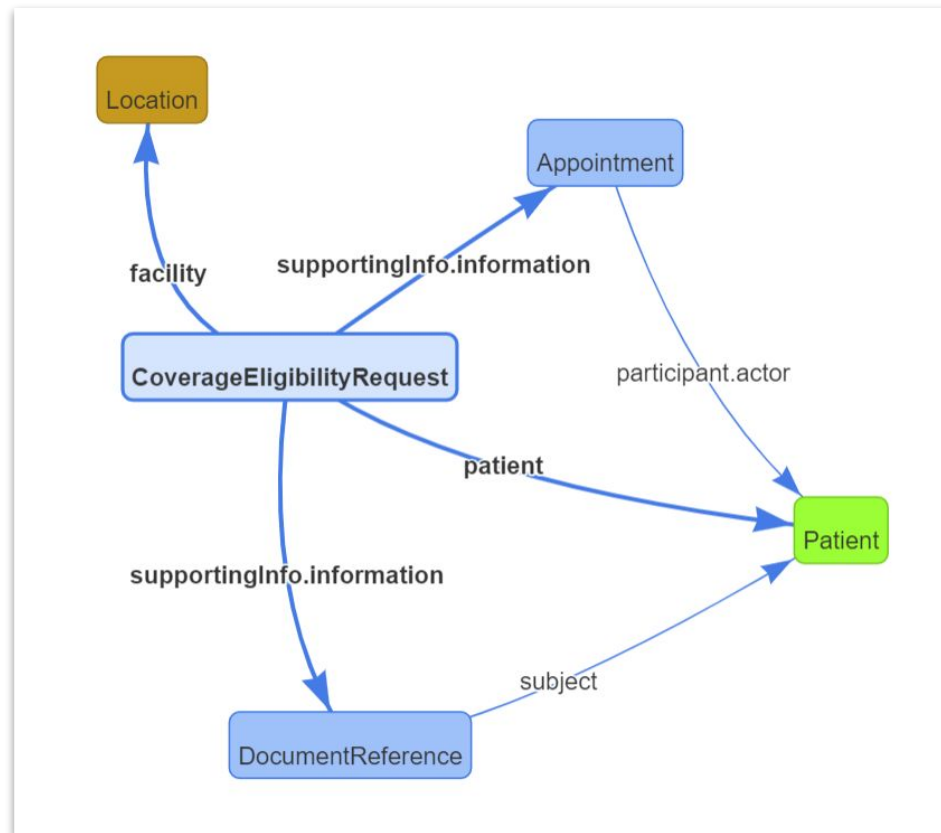 Location
Appointment
supportingInfo.information
facility
participant.actor
CoverageEligibilityRequest
patient
Patient
supportingInfo.information
subject
DocumentReference